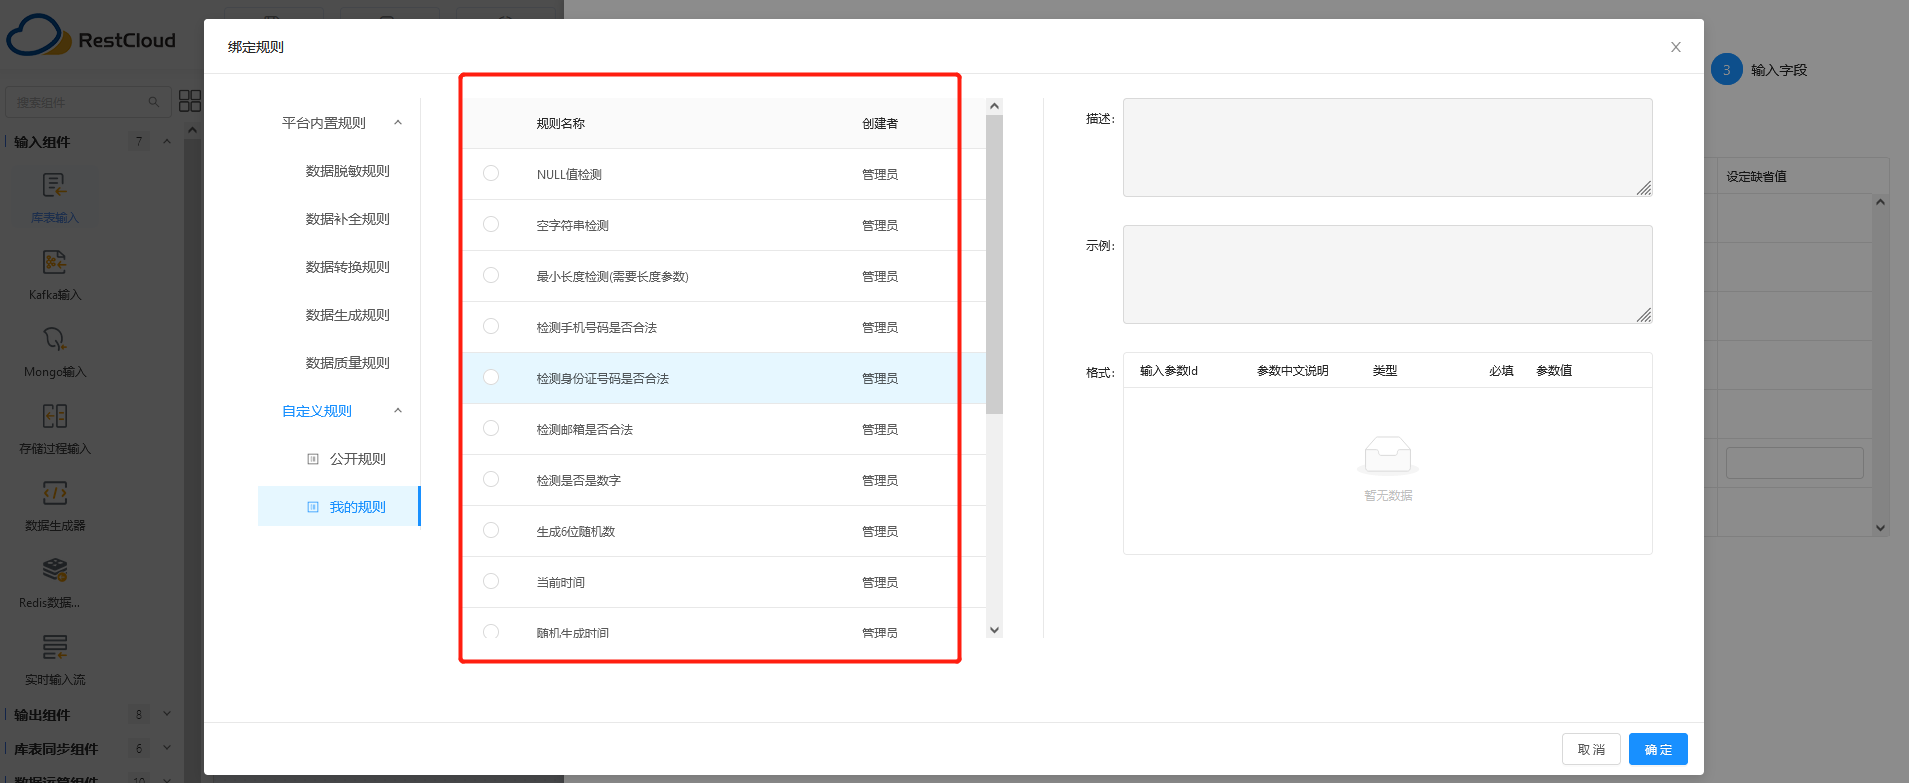 RestCloud
搜索组件
输入组件 7
库表输入
Kafka输入
Mongo输入
存储过程输入
数据生成器
Redis数据...
实时输入流
输出组件 8
库表同步组件 6
数据运算组件 10
绑定规则
平台内置规则
数据脱敏规则
数据补全规则
数据转换规则
数据生成规则
数据质量规则
自定义规则
公开规则
我的规则
规则名称 创建者
NULL值检测 管理员
空字符串检测 管理员
最小长度检测(需要长度参数) 管理员
检测手机号码是否合法 管理员
检测身份证号码是否合法 管理员
检测邮箱是否合法 管理员
检测是否是数字 管理员
生成6位随机数 管理员
当前时间 管理员
随机生成时间 管理员
描述:
示例:
格式:
输入参数Id 参数中文说明 类型 必填 参数值
暂无数据
取消 确定
3 输入字段
设定缺省值